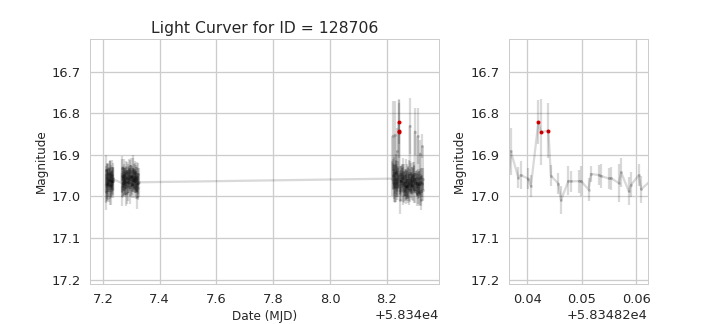 Light Curver for ID = 128706
Magnitude
16.7
16.8
16.9
17.0
17.1
17.2
7.2 7.4 7.6 7.8 8.0 8.2
Date (MJD)
+5.834e4
Magnitude
16.7
16.8
16.9
17.0
17.1
17.2
0.04 0.05 0.06
+5.83482e4